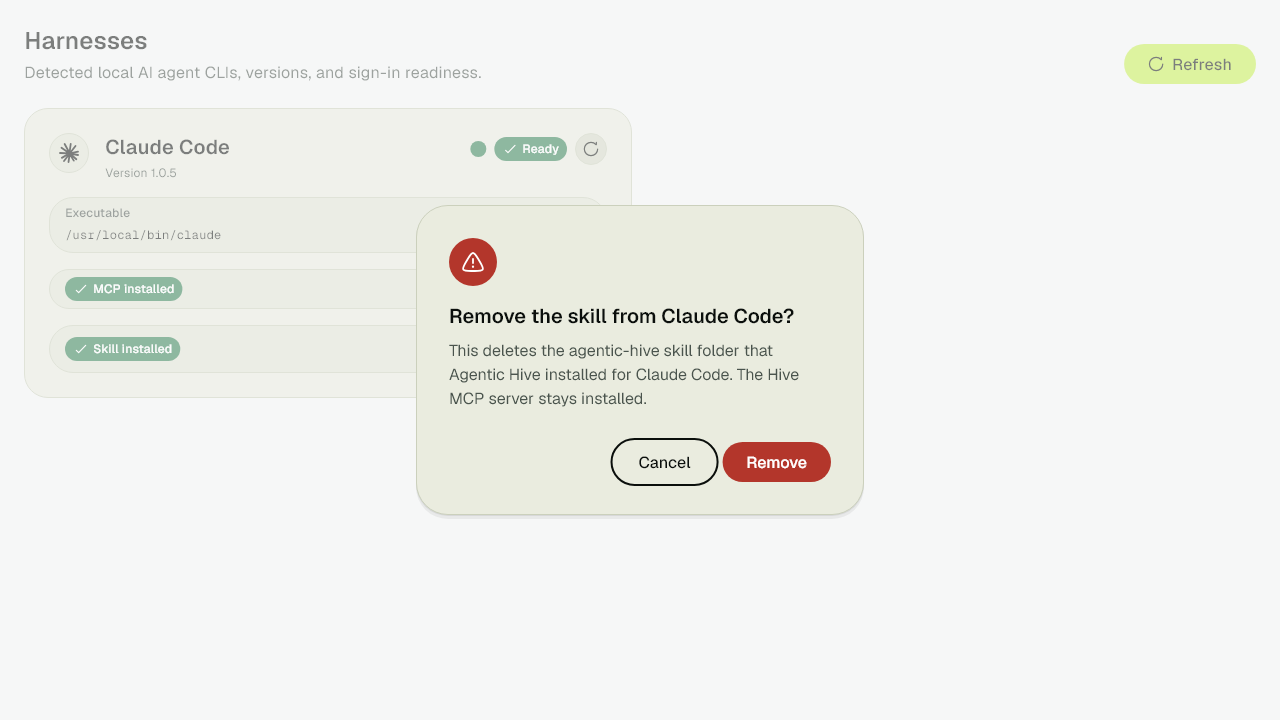 Harnesses
Detected local AI agent CLIs, versions, and sign-in readiness.
Refresh
Claude Code
Version 1.0.5
Ready
Executable
/usr/local/bin/claude
MCP installed
Skill installed
Remove the skill from Claude Code?
This deletes the agentic-hive skill folder that
Agentic Hive installed for Claude Code. The Hive
MCP server stays installed.
Cancel
Remove